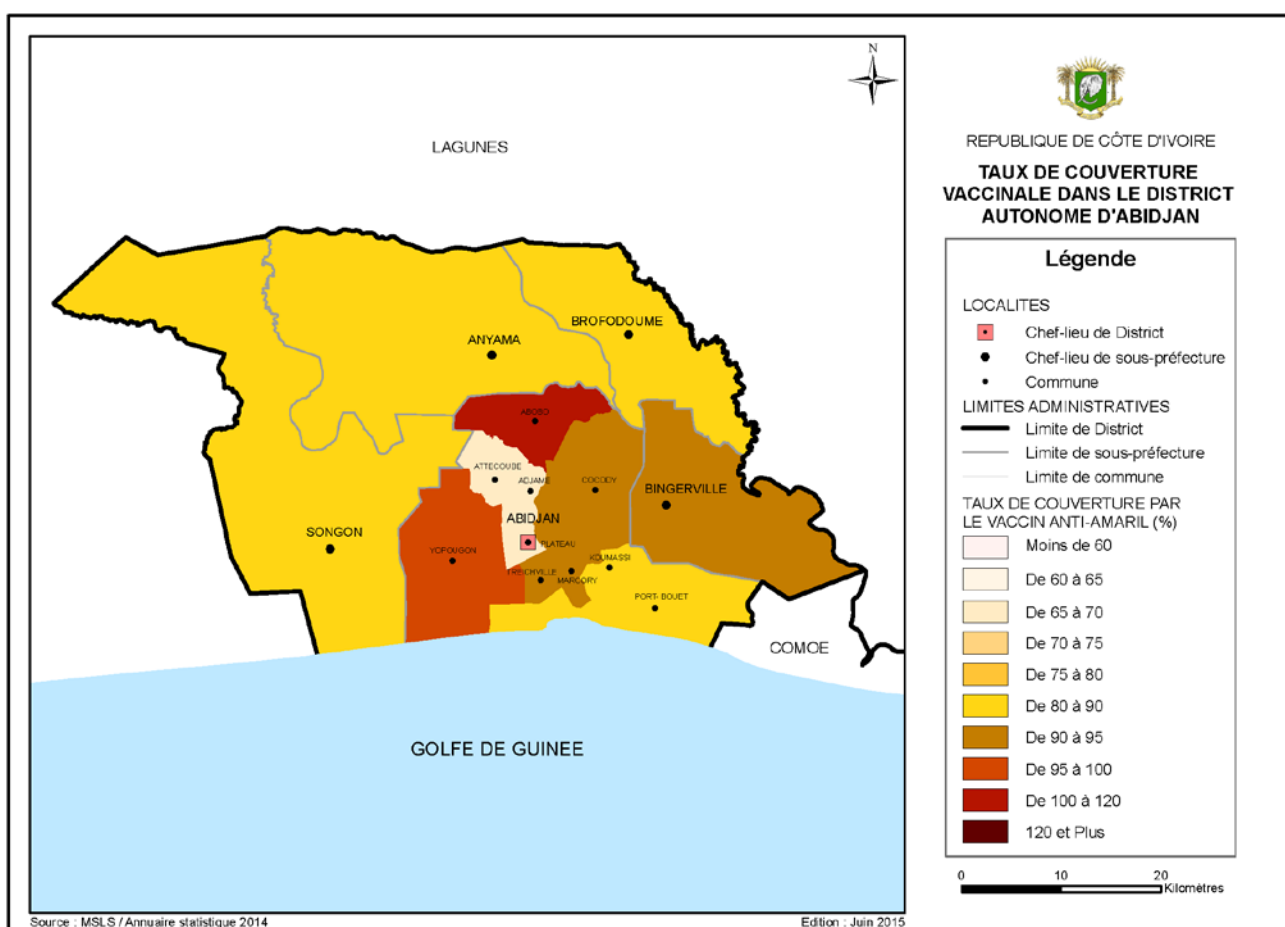 N
LAGUNES
BROFODOUME
ANYAMA
ABOBO
ATTECOUBE
ADJAME
COCODY
BINGERVILLE
ABIDJAN
SONGON
PLATEAU
YOPOUGON
KOUMASSI
TREICHVILLE
MARCORY
PORT- BOUET
COMOE
GOLFE DE GUINEE
Source : MSLS / Annuaire statistique 2014
Edition : Juin 2015
REPUBLIQUE DE CÔTE D'IVOIRE
TAUX DE COUVERTURE
VACCINALE DANS LE DISTRICT
AUTONOME D'ABIDJAN
Légende
LOCALITES
Chef-lieu de District
Chef-lieu de sous-préfecture
Commune
LIMITES ADMINISTRATIVES
Limite de District
Limite de sous-préfecture
Limite de commune
TAUX DE COUVERTURE PAR
LE VACCIN ANTI-AMARIL (%)
Moins de 60
De 60 à 65
De 65 à 70
De 70 à 75
De 75 à 80
De 80 à 90
De 90 à 95
De 95 à 100
De 100 à 120
120 et Plus
0 10 20
Kilomètres